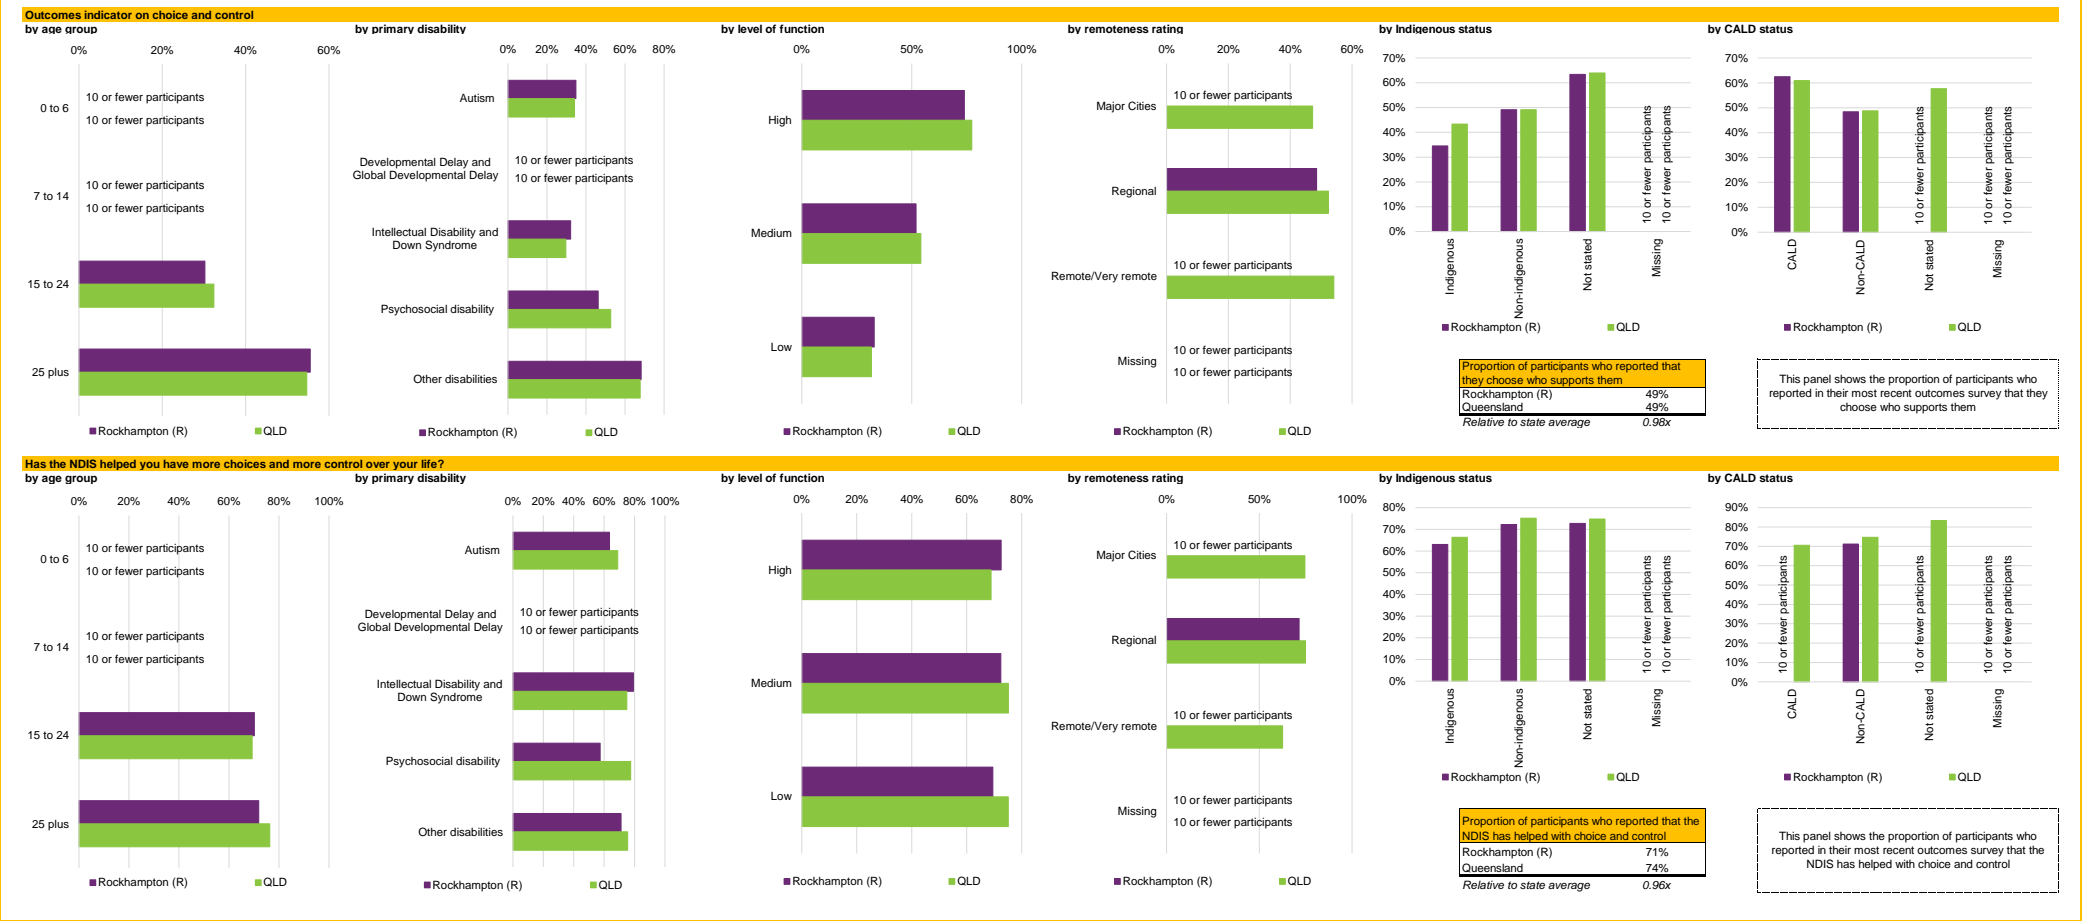 Outcomes indicator on choice and control
by age group
0% 20% 40% 60%
0 to 6
10 or fewer participants
10 or fewer participants
7 to 14
10 or fewer participants
10 or fewer participants
15 to 24
25 plus
Rockhampton (R) QLD
by primary disability
0% 20% 40% 60% 80%
Autism
Developmental Delay and
Global Developmental Delay
10 or fewer participants
10 or fewer participants
Intellectual Disability and
Down Syndrome
Psychosocial disability
Other disabilities
Rockhampton (R) QLD
by level of function
0% 50% 100%
High
Medium
Low
Rockhampton (R) QLD
by remoteness rating
0% 20% 40% 60%
Major Cities
10 or fewer participants
Regional
Remote/Very remote
10 or fewer participants
Missing
10 or fewer participants
10 or fewer participants
Rockhampton (R) QLD
by Indigenous status
70%
60%
50%
40%
30%
20%
10%
0%
10 or fewer participants
10 or fewer participants
Indigenous
Non-indigenous
Not stated
Missing
Rockhampton (R) QLD
Proportion of participants who reported that
they choose who supports them
Rockhampton (R) 49%
Queensland 49%
Relative to state average 0.98x
by CALD status
70%
60%
50%
40%
30%
20%
10%
0%
10 or fewer participants
10 or fewer participants
10 or fewer participants
CALD
Non-CALD
Not stated
Missing
Rockhampton (R) QLD
This panel shows the proportion of participants who
reported in their most recent outcomes survey that they
choose who supports them
Has the NDIS helped you have more choices and more control over your life?
by age group
0% 20% 40% 60% 80% 100%
0 to 6
10 or fewer participants
10 or fewer participants
7 to 14
10 or fewer participants
10 or fewer participants
15 to 24
25 plus
Rockhampton (R) QLD
by primary disability
0% 20% 40% 60% 80% 100%
Autism
Developmental Delay and
Global Developmental Delay
10 or fewer participants
10 or fewer participants
Intellectual Disability and
Down Syndrome
Psychosocial disability
Other disabilities
Rockhampton (R) QLD
by level of function
0% 20% 40% 60% 80%
High
Medium
Low
Rockhampton (R) QLD
by remoteness rating
0% 50% 100%
Major Cities
10 or fewer participants
Regional
Remote/Very remote
10 or fewer participants
Missing
10 or fewer participants
10 or fewer participants
Rockhampton (R) QLD
by Indigenous status
80%
70%
60%
50%
40%
30%
20%
10%
0%
10 or fewer participants
10 or fewer participants
Indigenous
Non-indigenous
Not stated
Missing
Rockhampton (R) QLD
Proportion of participants who reported that the
NDIS has helped with choice and control
Rockhampton (R) 71%
Queensland 74%
Relative to state average 0.96x
by CALD status
90%
80%
70%
60%
50%
40%
30%
20%
10%
0%
10 or fewer participants
10 or fewer participants
10 or fewer participants
10 or fewer participants
CALD
Non-CALD
Not stated
Missing
Rockhampton (R) QLD
This panel shows the proportion of participants who
reported in their most recent outcomes survey that the
NDIS has helped with choice and control